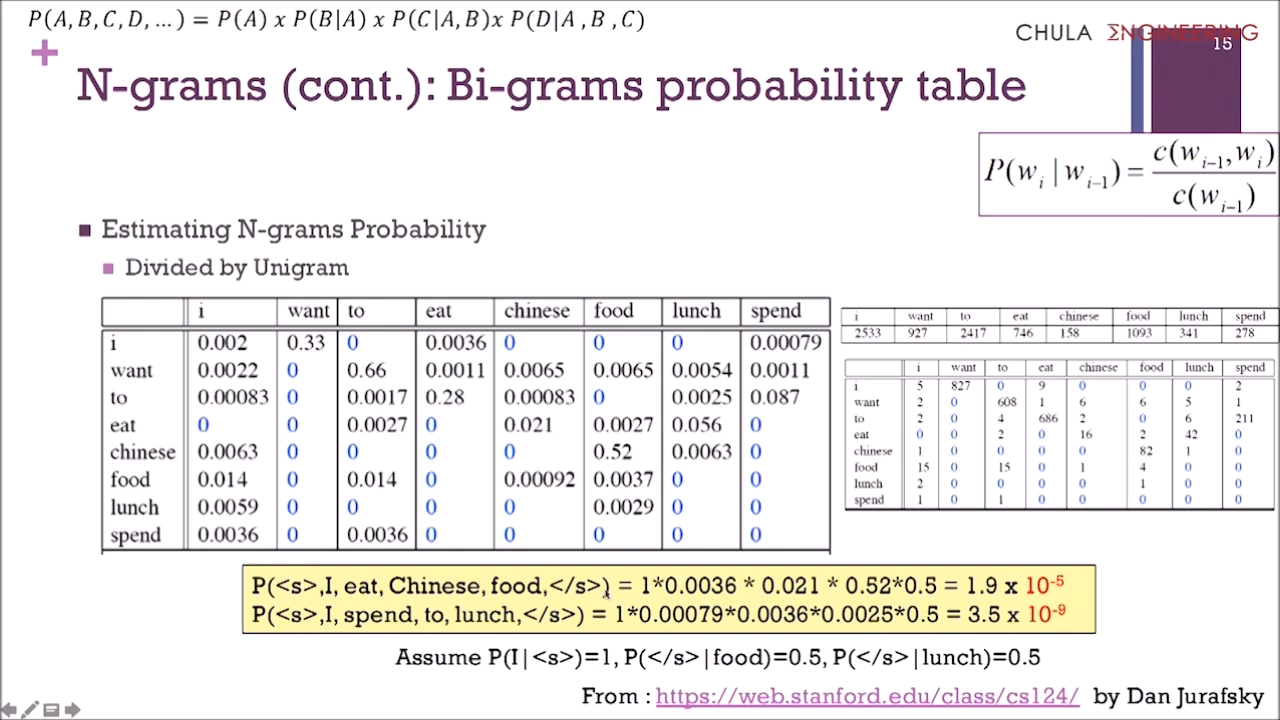 P(A,B,C,D, ...) = P(A) x P(B|A) x P(C|A,B)x P(D|A ,B ,C)
CHULA ΣNGINEERING
15
+
N-grams (cont.): Bi-grams probability table
P(wᵢ | wᵢ₋₁) = c(wᵢ₋₁,wᵢ) / c(wᵢ₋₁)
Estimating N-grams Probability
Divided by Unigram
i want to eat chinese food lunch spend
i 0.002 0.33 0 0.0036 0 0 0 0.00079
want 0.0022 0 0.66 0.0011 0.0065 0.0065 0.0054 0.0011
to 0.00083 0 0.0017 0.28 0.00083 0 0.0025 0.087
eat 0 0 0.0027 0 0.021 0.0027 0.056 0
chinese 0.0063 0 0 0 0 0.52 0.0063 0
food 0.014 0 0.014 0 0.00092 0.0037 0 0
lunch 0.0059 0 0 0 0 0.0029 0 0
spend 0.0036 0 0.0036 0 0 0 0 0
i want to eat chinese food lunch spend
2533 927 2417 746 158 1093 341 278
i want to eat chinese food lunch spend
i 5 827 0 9 0 0 0 2
want 2 0 608 1 6 6 5 1
to 2 0 4 686 2 0 6 211
eat 0 0 2 0 16 2 42 0
chinese 1 0 0 0 0 82 1 0
food 15 0 15 0 1 4 0 0
lunch 2 0 0 0 0 1 0 0
spend 1 0 1 0 0 0 0 0
P(<s>,I, eat, Chinese, food,</s>) = 1*0.0036 * 0.021 * 0.52*0.5 = 1.9 x 10⁻⁵
P(<s>,I, spend, to, lunch,</s>) = 1*0.00079*0.0036*0.0025*0.5 = 3.5 x 10⁻⁹
Assume P(I|<s>)=1, P(</s>|food)=0.5, P(</s>|lunch)=0.5
From : https://web.stanford.edu/class/cs124/ by Dan Jurafsky